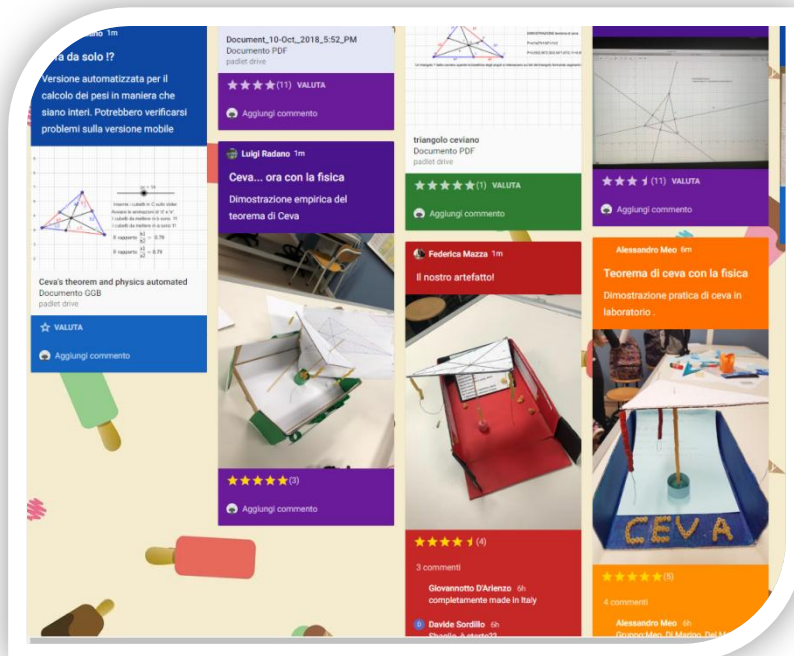 1m
da solo !?
Versione automatizzata per il
calcolo dei pesi in maniera che
siano interi. Potrebbero verificarsi
problemi sulla versione mobile
Ceva's theorem and physics automated
Documento GGB
padlet drive
VALUTA
Aggiungi commento
Document_10-Oct,_2018_5:52_PM
Documento PDF
padlet drive
(11) VALUTA
Aggiungi commento
Luigi Radano 1m
Ceva... ora con la fisica
Dimostrazione empirica del
teorema di Ceva
(3)
Aggiungi commento
triangolo ceviano
Documento PDF
padlet drive
(1) VALUTA
Aggiungi commento
Federica Mazza 1m
Il nostro artefatto!
(4)
3 commenti
Giovannotto D'Arienzo 6h
completamente made in Italy
D Davide Sordillo 6h
(11) VALUTA
Aggiungi commento
Alessandro Meo 6m
Teorema di ceva con la fisica
Dimostrazione pratica di ceva in
laboratorio .
CEVA
(5)
4 commenti
Alessandro Meo 6h